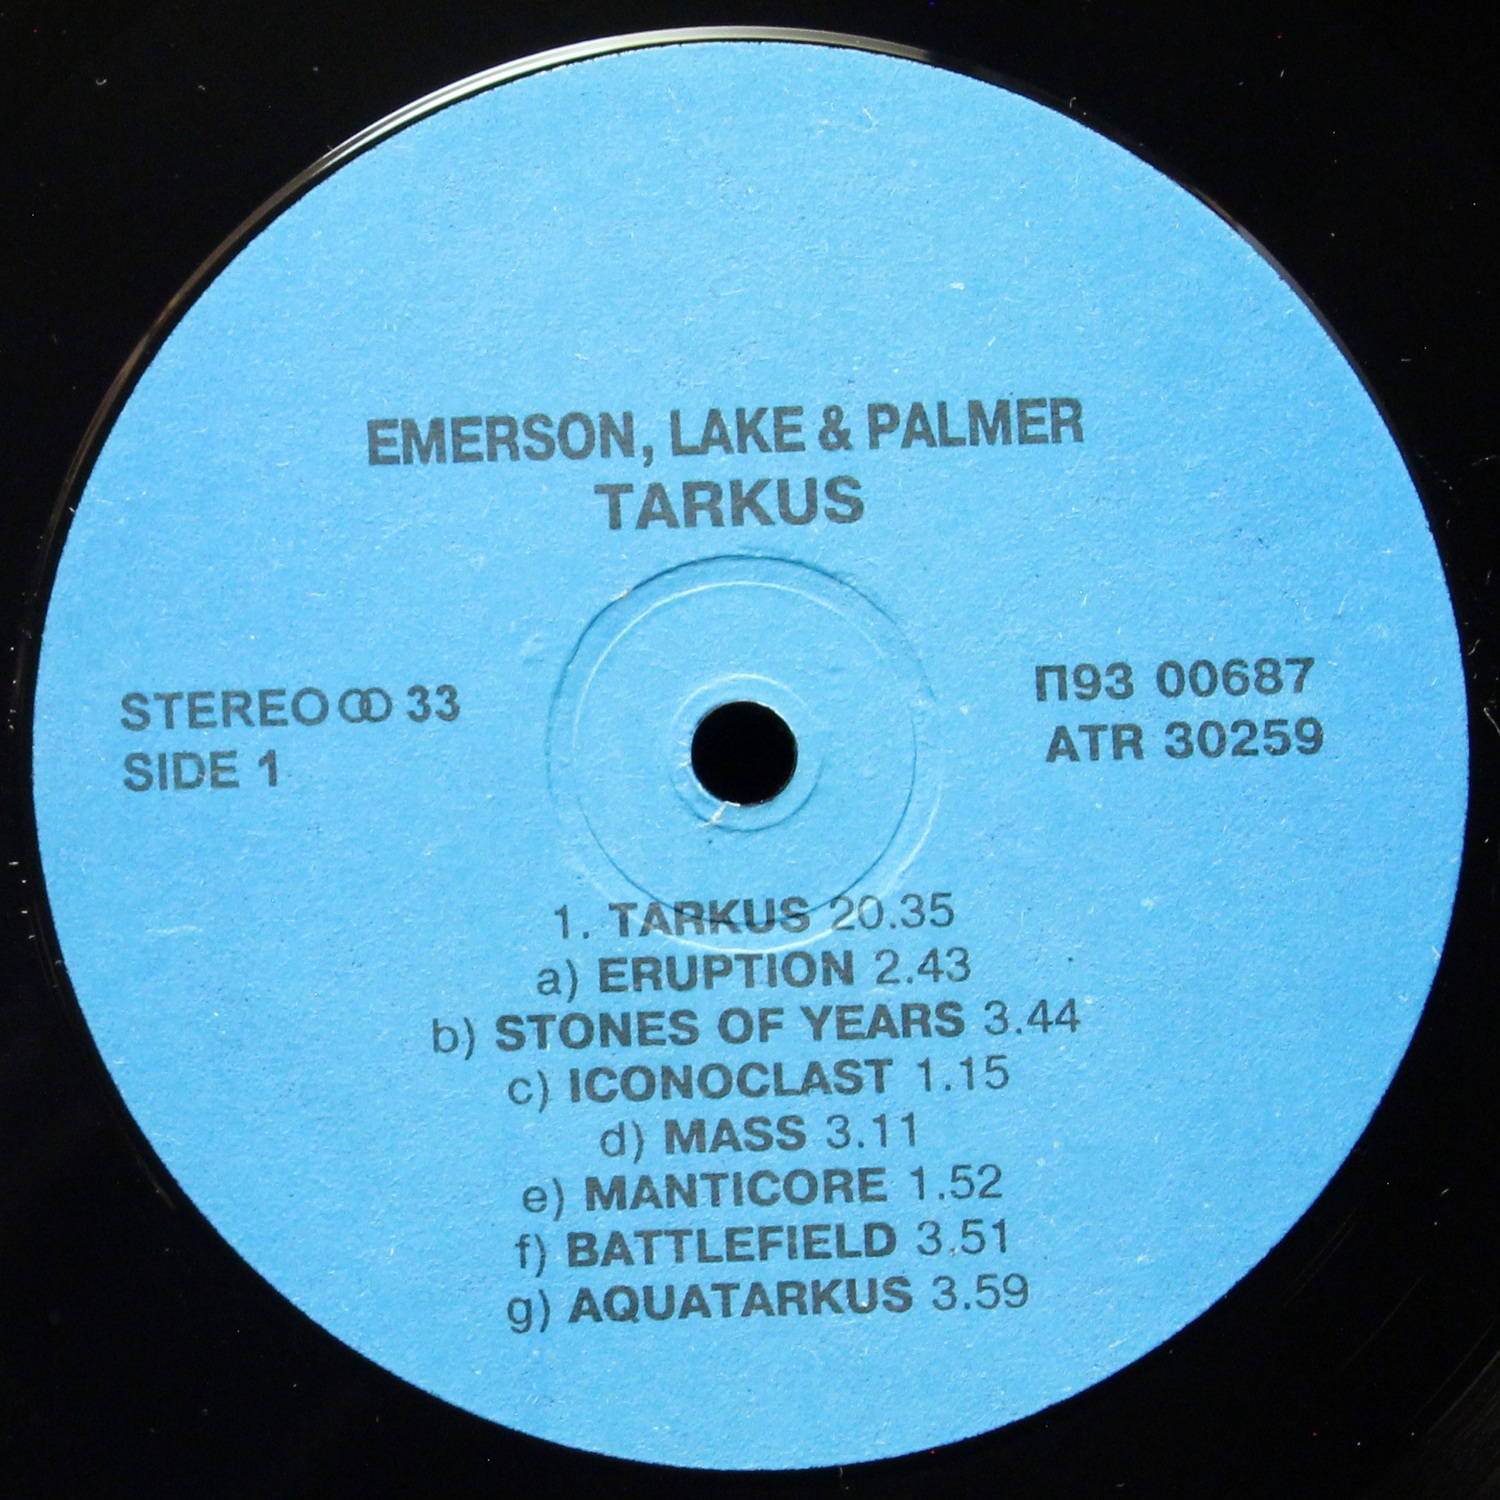 EMERSON, LAKE & PALMER
TARKUS
STEREO ꝏ 33
SIDE 1
П93 00687
ATR 30259
1. TARKUS 20.35
a) ERUPTION 2.43
b) STONES OF YEARS 3.44
c) ICONOCLAST 1.15
d) MASS 3.11
e) MANTICORE 1.52
f) BATTLEFIELD 3.51
g) AQUATARKUS 3.59